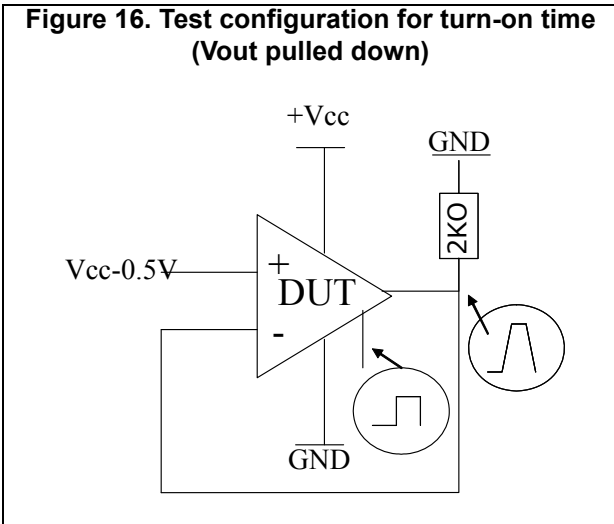 Figure 16. Test configuration for turn-on time
(Vout pulled down)
+Vcc
GND
2KO
Vcc-0.5V
+
DUT
-
GND